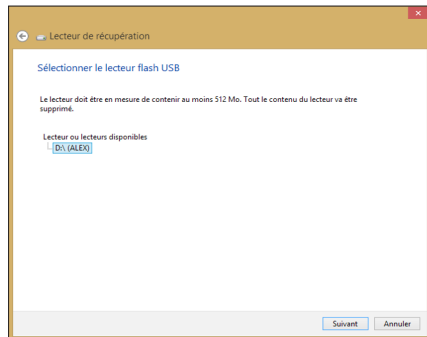 Lecteur de récupération
Sélectionner le lecteur flash USB
Le lecteur doit être en mesure de contenir au moins 512 Mo. Tout le contenu du lecteur va être
supprimé.
Lecteur ou lecteurs disponibles
D:\ (ALEX)
Suivant Annuler